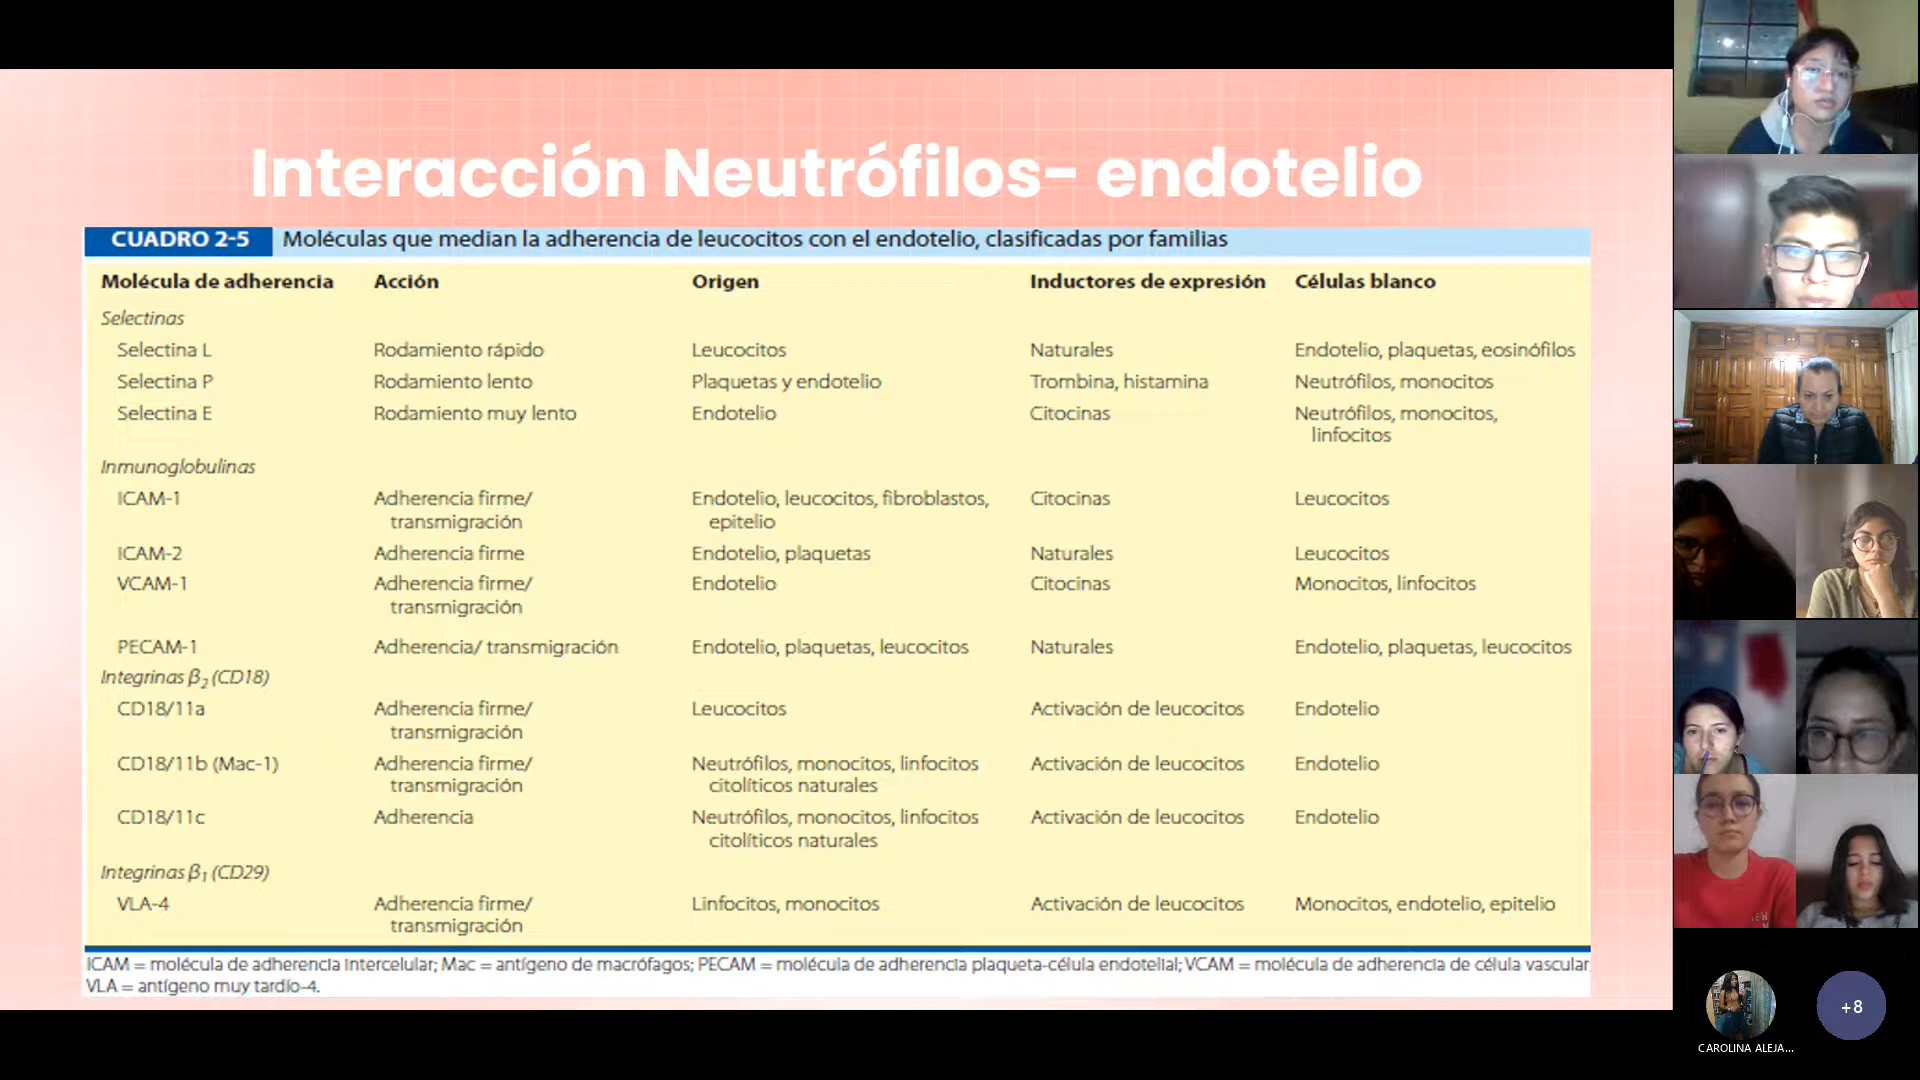 Interacción Neutrófilos- endotelio
CUADRO 2-5 Moléculas que median la adherencia de leucocitos con el endotelio, clasificadas por familias
Molécula de adherencia Acción Origen Inductores de expresión Células blanco
Selectinas
Selectina L Rodamiento rápido Leucocitos Naturales Endotelio, plaquetas, eosinófilos
Selectina P Rodamiento lento Plaquetas y endotelio Trombina, histamina Neutrófilos, monocitos
Selectina E Rodamiento muy lento Endotelio Citocinas Neutrófilos, monocitos,
linfocitos
Inmunoglobulinas
ICAM-1 Adherencia firme/ Endotelio, leucocitos, fibroblastos, Citocinas Leucocitos
transmigración epitelio
ICAM-2 Adherencia firme Endotelio, plaquetas Naturales Leucocitos
VCAM-1 Adherencia firme/ Endotelio Citocinas Monocitos, linfocitos
transmigración
PECAM-1 Adherencia/ transmigración Endotelio, plaquetas, leucocitos Naturales Endotelio, plaquetas, leucocitos
Integrinas β₂ (CD18)
CD18/11a Adherencia firme/ Leucocitos Activación de leucocitos Endotelio
transmigración
CD18/11b (Mac-1) Adherencia firme/ Neutrófilos, monocitos, linfocitos Activación de leucocitos Endotelio
transmigración citolíticos naturales
CD18/11c Adherencia Neutrófilos, monocitos, linfocitos Activación de leucocitos Endotelio
citolíticos naturales
Integrinas β₁ (CD29)
VLA-4 Adherencia firme/ Linfocitos, monocitos Activación de leucocitos Monocitos, endotelio, epitelio
transmigración
ICAM = molécula de adherencia intercelular; Mac = antígeno de macrófagos; PECAM = molécula de adherencia plaqueta-célula endotelial; VCAM = molécula de adherencia de célula vascular
VLA = antígeno muy tardío-4.
+8
CAROLINA ALEJA...